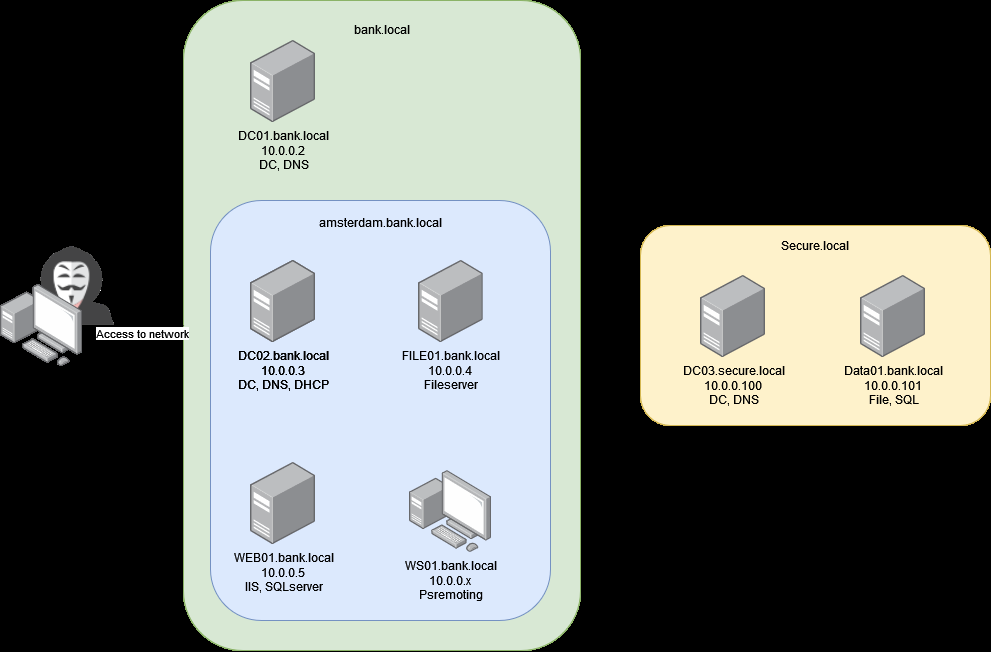 bank.local
DC01.bank.local
10.0.0.2
DC, DNS
amsterdam.bank.local
DC02.bank.local
10.0.0.3
DC, DNS, DHCP
FILE01.bank.local
10.0.0.4
Fileserver
WEB01.bank.local
10.0.0.5
IIS, SQLserver
WS01.bank.local
10.0.0.x
Psremoting
Access to network
Secure.local
DC03.secure.local
10.0.0.100
DC, DNS
Data01.bank.local
10.0.0.101
File, SQL